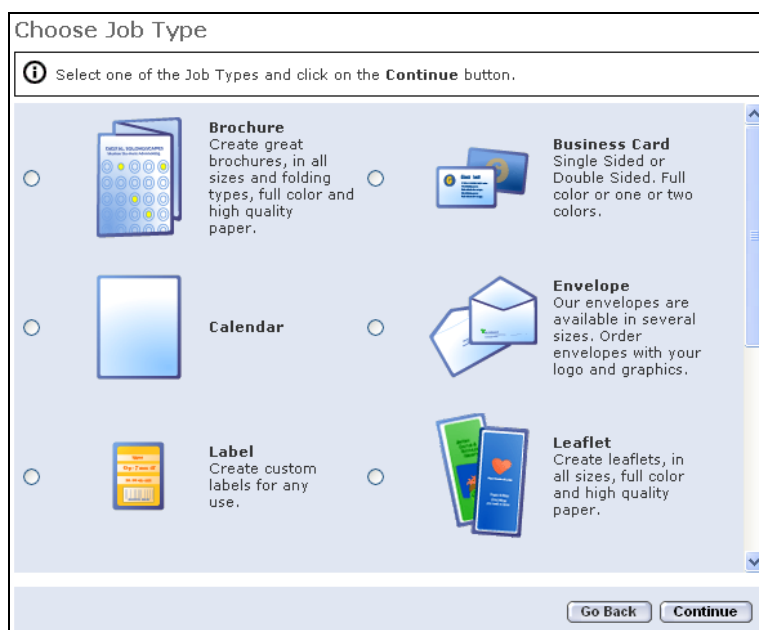 Choose Job Type
Select one of the Job Types and click on the Continue button.
Brochure
Create great
brochures, in all
sizes and folding
types, full color and
high quality
paper.
Business Card
Single Sided or
Double Sided. Full
color or one or two
colors.
Calendar
Envelope
Our envelopes are
available in several
sizes. Order
envelopes with your
logo and graphics.
Label
Create custom
labels for any
use.
Leaflet
Create leaflets, in
all sizes, full color
and high quality
paper.
Go Back
Continue